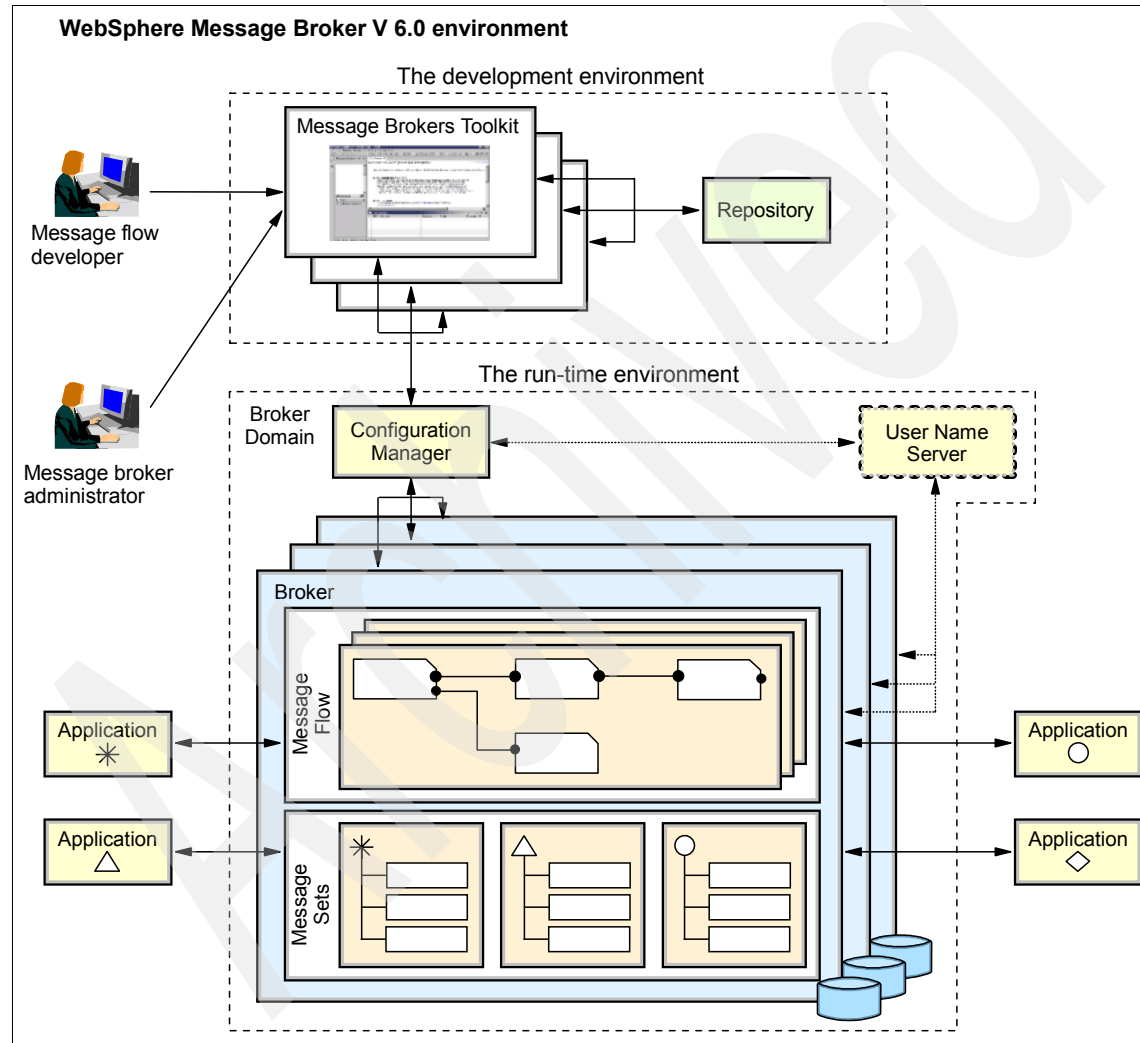 WebSphere Message Broker V 6.0 environment
The development environment
Message Brokers Toolkit
Repository
Message flow
developer
The run-time environment
Broker
Domain
Configuration
Manager
User Name
Server
Message broker
administrator
Broker
Message
Flow
Application
Application
Application
Application
Message
Sets
Archived